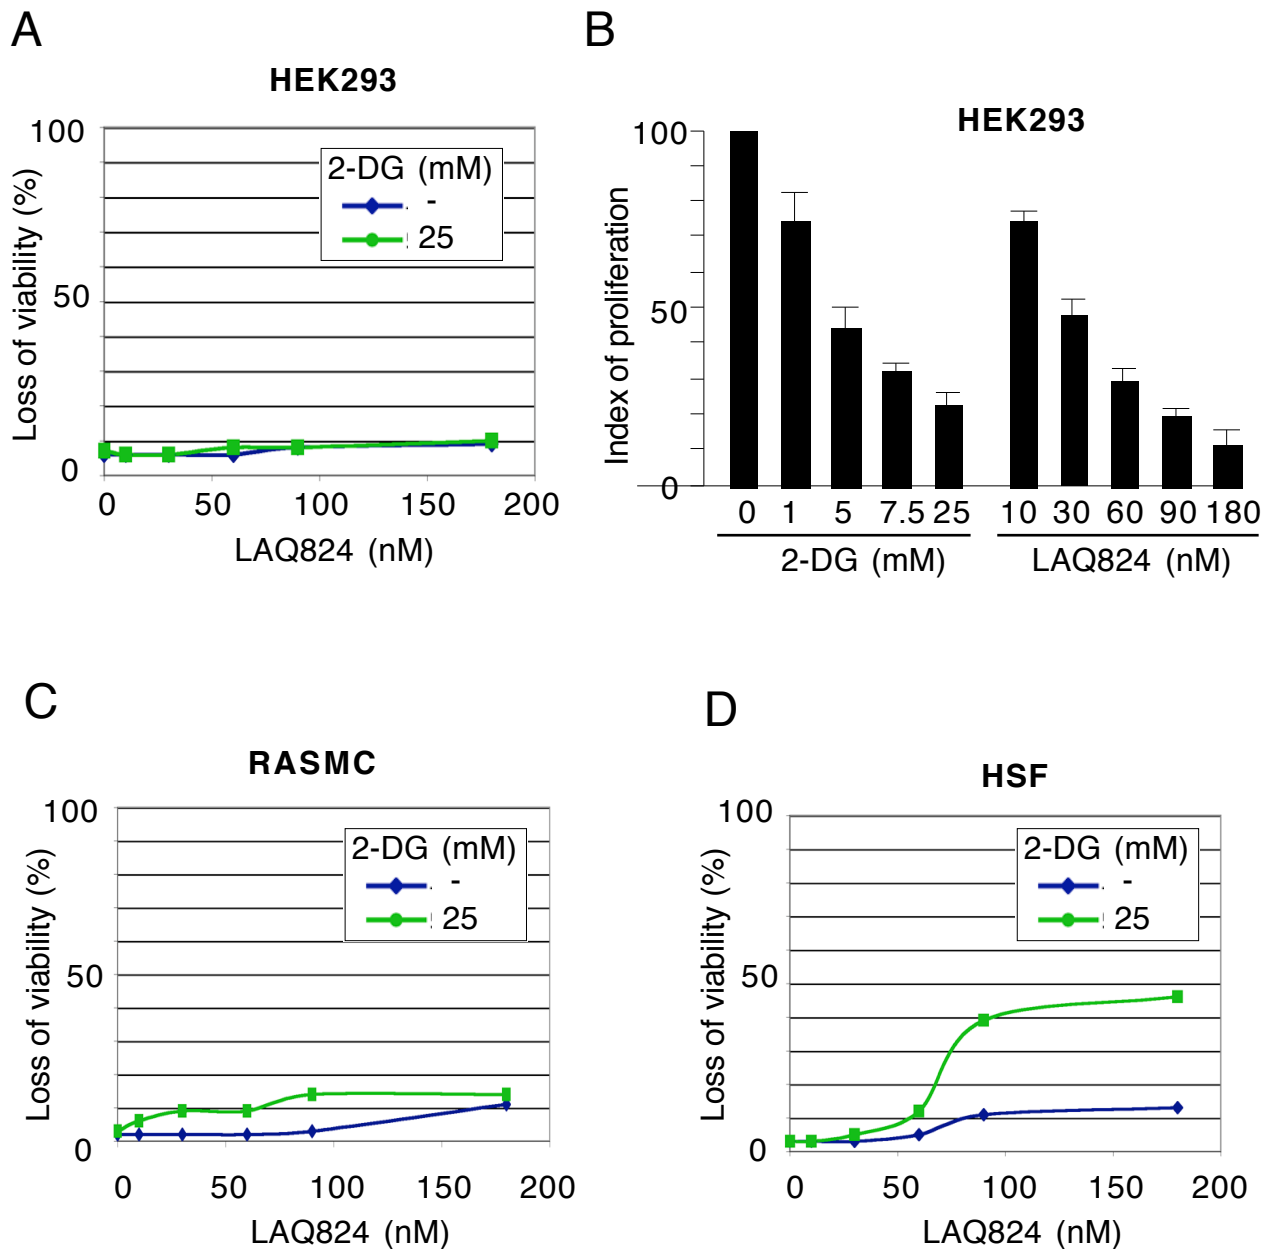 A
HEK293
100
50
0
Loss of viability (%)
2-DG (mM)
-
25
0 50 100 150 200
LAQ824 (nM)
B
HEK293
100
50
0
Index of proliferation
0 1 5 7.5 25 10 30 60 90 180
2-DG (mM) LAQ824 (nM)
C
RASMC
100
50
0
Loss of viability (%)
2-DG (mM)
-
25
0 50 100 150 200
LAQ824 (nM)
D
HSF
100
50
0
Loss of viability (%)
2-DG (mM)
-
25
0 50 100 150 200
LAQ824 (nM)